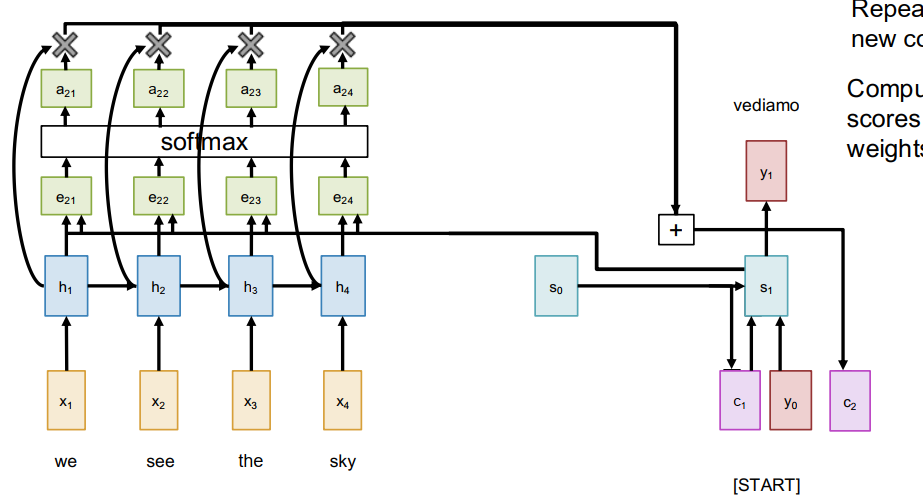 Repea
new co
Compu
scores
weights
vediamo
a21 a22 a23 a24
softmax
y1
e21 e22 e23 e24
+
h1 h2 h3 h4 s0 s1
x1 x2 x3 x4 c1 y0 c2
we see the sky
[START]